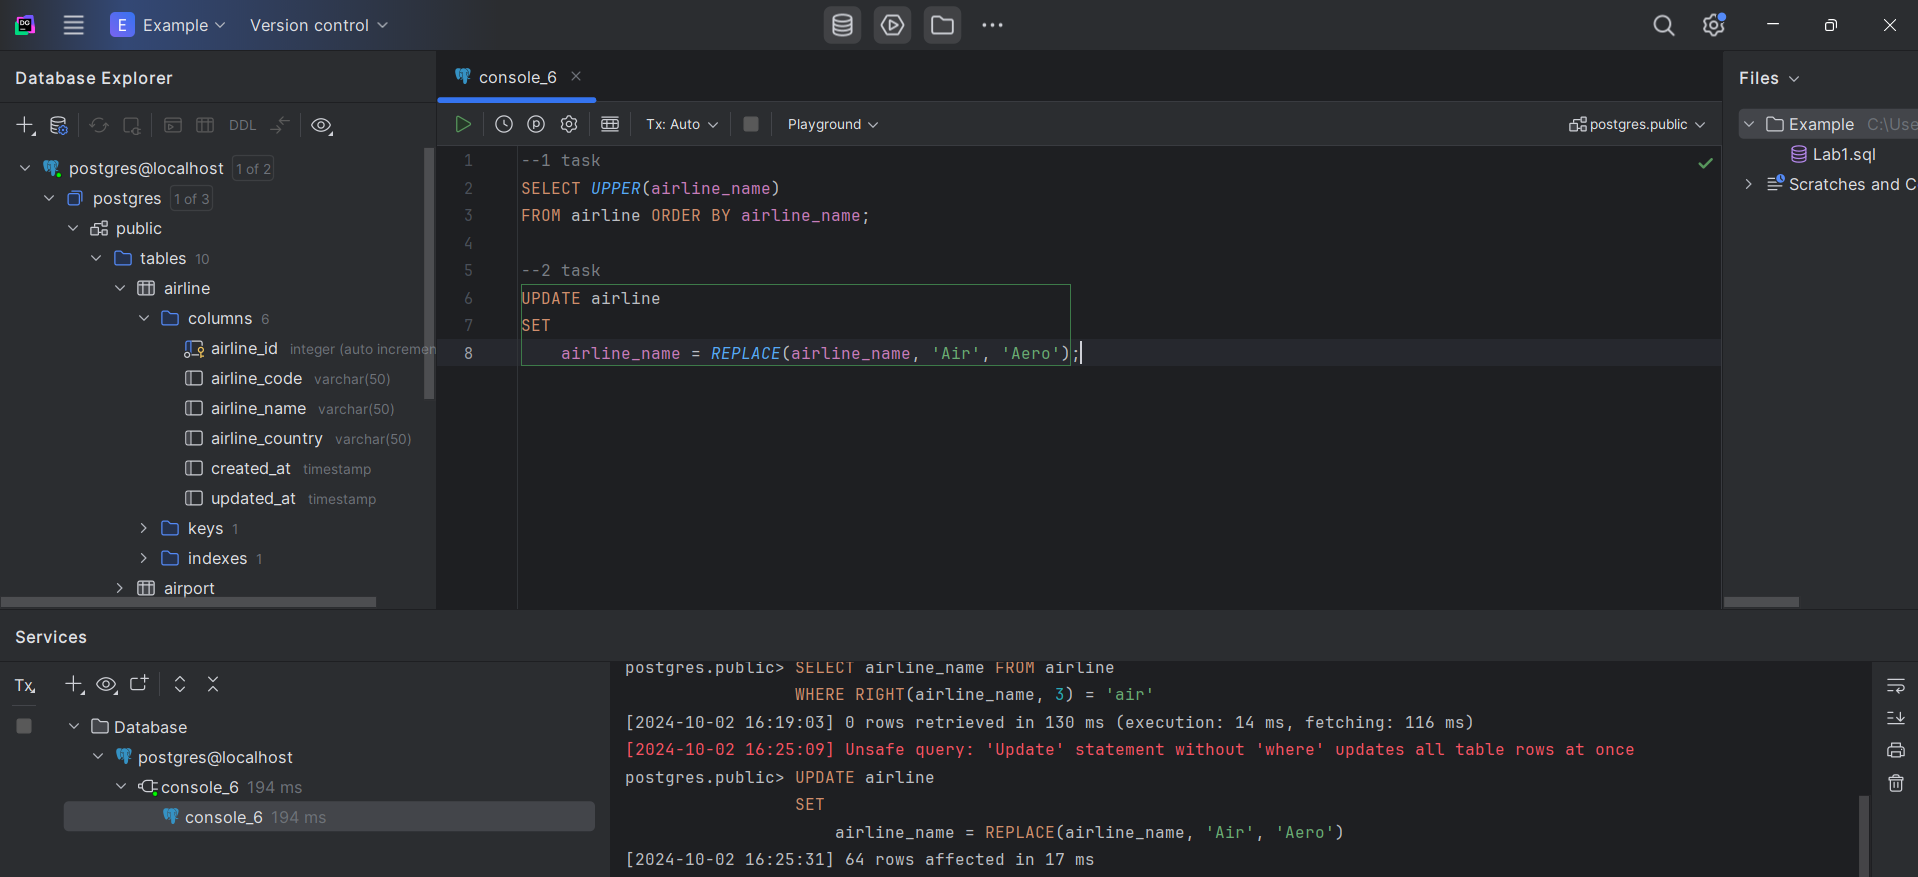 E Example Version control
Database Explorer
DDL
postgres@localhost 1 of 2
postgres 1 of 3
public
tables 10
airline
columns 6
airline_id integer (auto incremen
airline_code varchar(50)
airline_name varchar(50)
airline_country varchar(50)
created_at timestamp
updated_at timestamp
keys 1
indexes 1
airport
console_6
Tx: Auto Playground postgres.public
1 --1 task
2 SELECT UPPER(airline_name)
3 FROM airline ORDER BY airline_name;
4
5 --2 task
6 UPDATE airline
7 SET
8 airline_name = REPLACE(airline_name, 'Air', 'Aero');
Files
Example C:\Use
Lab1.sql
Scratches and C
Services
Tx
Database
postgres@localhost
console_6 194 ms
console_6 194 ms
postgres.public> SELECT airline_name FROM airline
WHERE RIGHT(airline_name, 3) = 'air'
[2024-10-02 16:19:03] 0 rows retrieved in 130 ms (execution: 14 ms, fetching: 116 ms)
[2024-10-02 16:25:09] Unsafe query: 'Update' statement without 'where' updates all table rows at once
postgres.public> UPDATE airline
SET
airline_name = REPLACE(airline_name, 'Air', 'Aero')
[2024-10-02 16:25:31] 64 rows affected in 17 ms